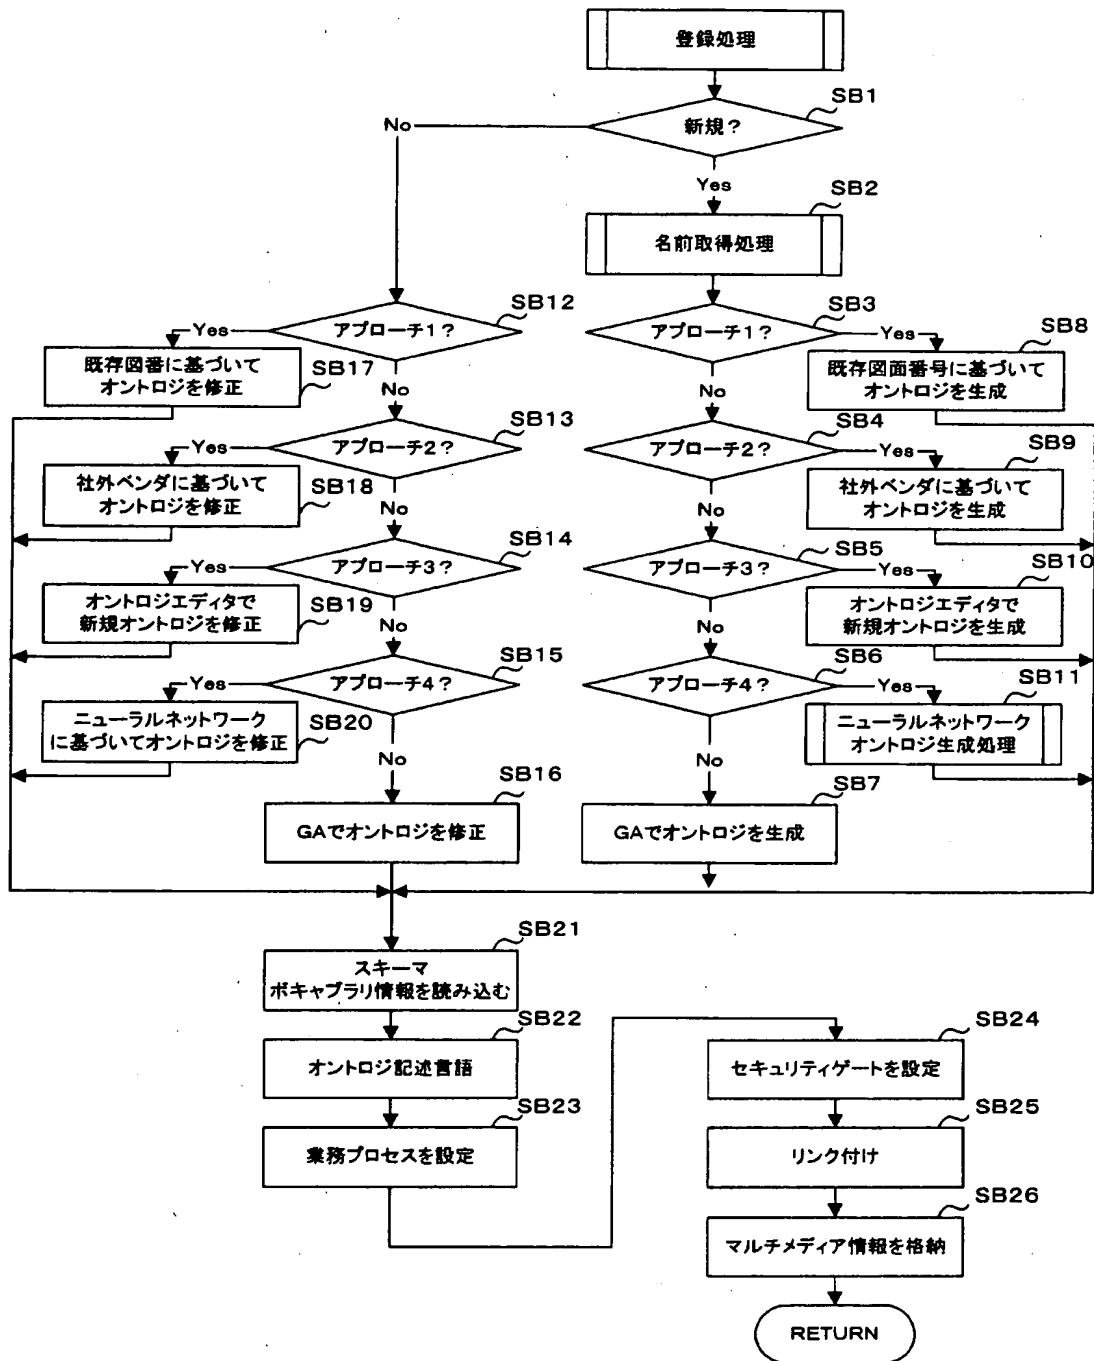 登録処理
SB1
新規？
No
Yes
SB2
名前取得処理
SB12
アプローチ1？
Yes
既存図番に基づいて
オントロジを修正
SB17
No
SB3
アプローチ1？
Yes
SB8
既存図面番号に基づいて
オントロジを生成
No
SB13
アプローチ2？
Yes
社外ベンダに基づいて
オントロジを修正
SB18
No
SB4
アプローチ2？
Yes
SB9
社外ベンダに基づいて
オントロジを生成
No
SB14
アプローチ3？
Yes
オントロジエディタで
新規オントロジを修正
SB19
No
SB5
アプローチ3？
Yes
SB10
オントロジエディタで
新規オントロジを生成
No
SB15
アプローチ4？
Yes
ニューラルネットワーク
に基づいてオントロジを修正
SB20
No
SB6
アプローチ4？
Yes
SB11
ニューラルネットワーク
オントロジ生成処理
No
SB16
GAでオントロジを修正
SB7
GAでオントロジを生成
SB21
スキーマ
ボキャブラリ情報を読み込む
SB22
オントロジ記述言語
SB23
業務プロセスを設定
SB24
セキュリティゲートを設定
SB25
リンク付け
SB26
マルチメディア情報を格納
RETURN